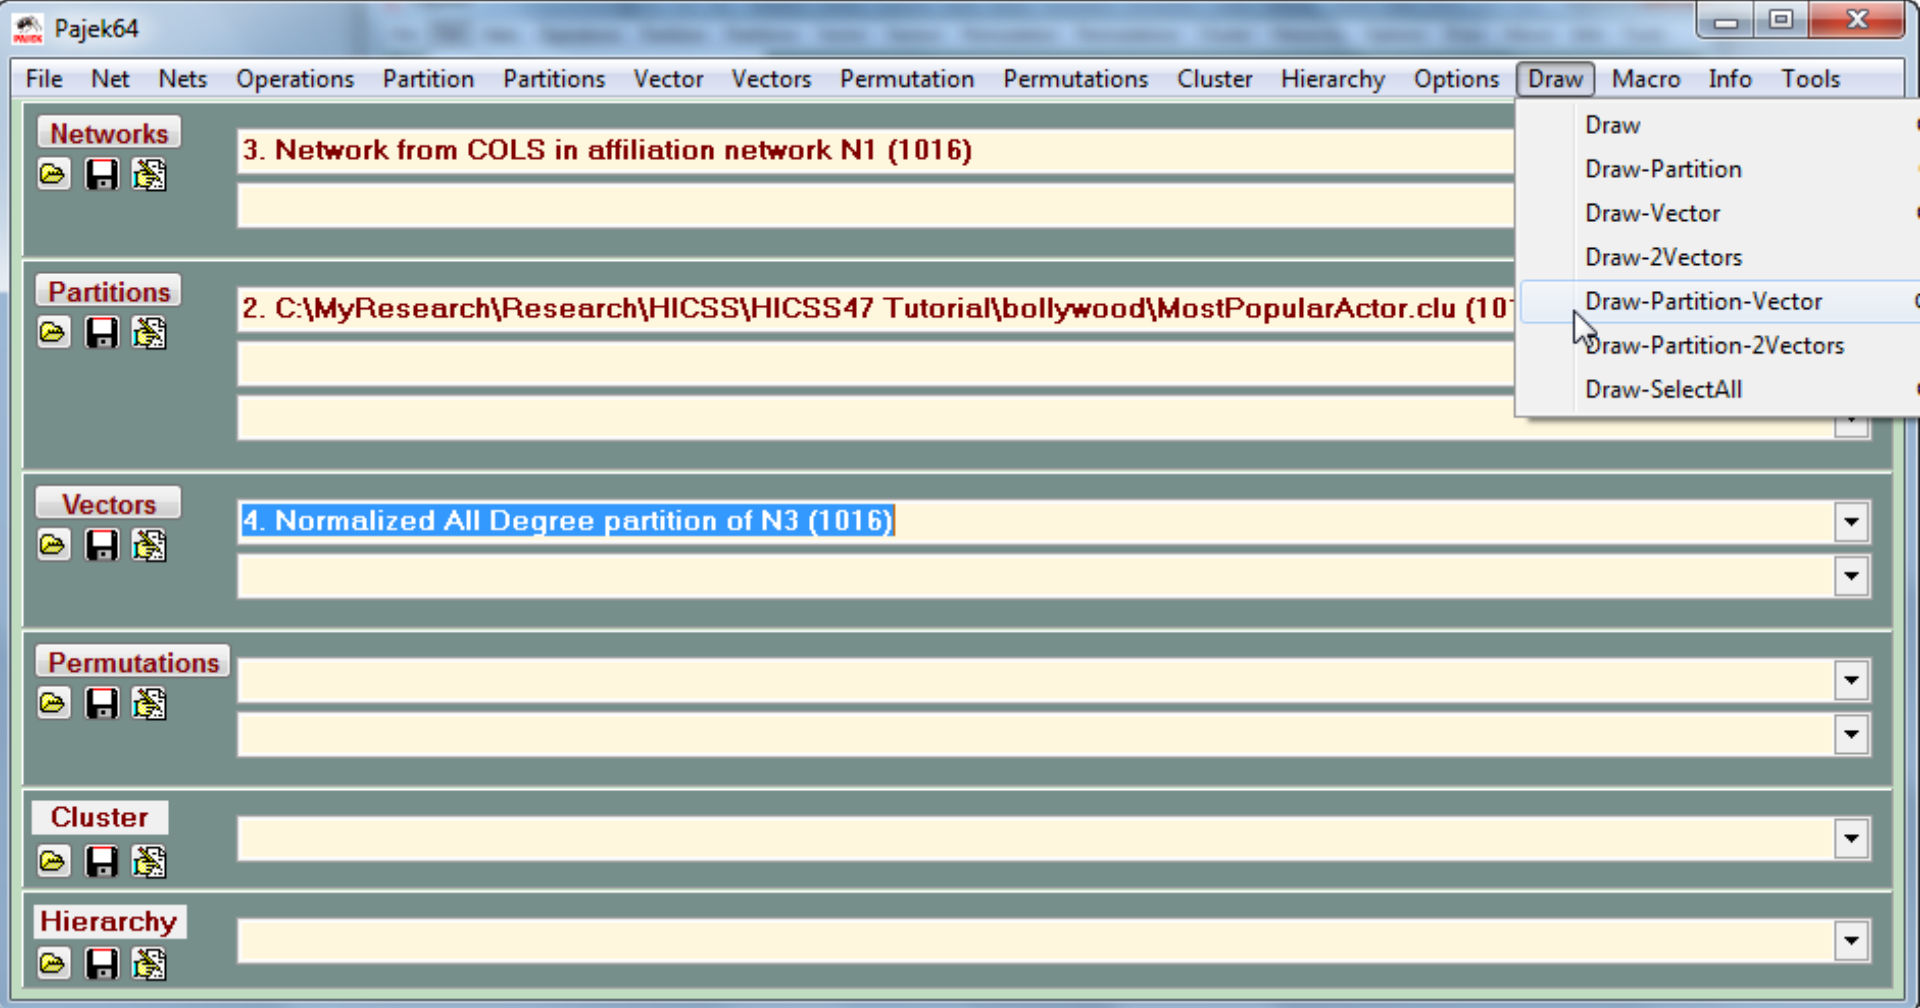 Pajek64
File Net Nets Operations Partition Partitions Vector Vectors Permutation Permutations Cluster Hierarchy Options Draw Macro Info Tools
Networks
3. Network from COLS in affiliation network N1 (1016)
Draw
Draw-Partition
Draw-Vector
Draw-2Vectors
Draw-Partition-Vector
Draw-Partition-2Vectors
Draw-SelectAll
Partitions
2. C:\MyResearch\Research\HICSS\HICSS47 Tutorial\bollywood\MostPopularActor.clu (10
Vectors
4. Normalized All Degree partition of N3 (1016)
Permutations
Cluster
Hierarchy